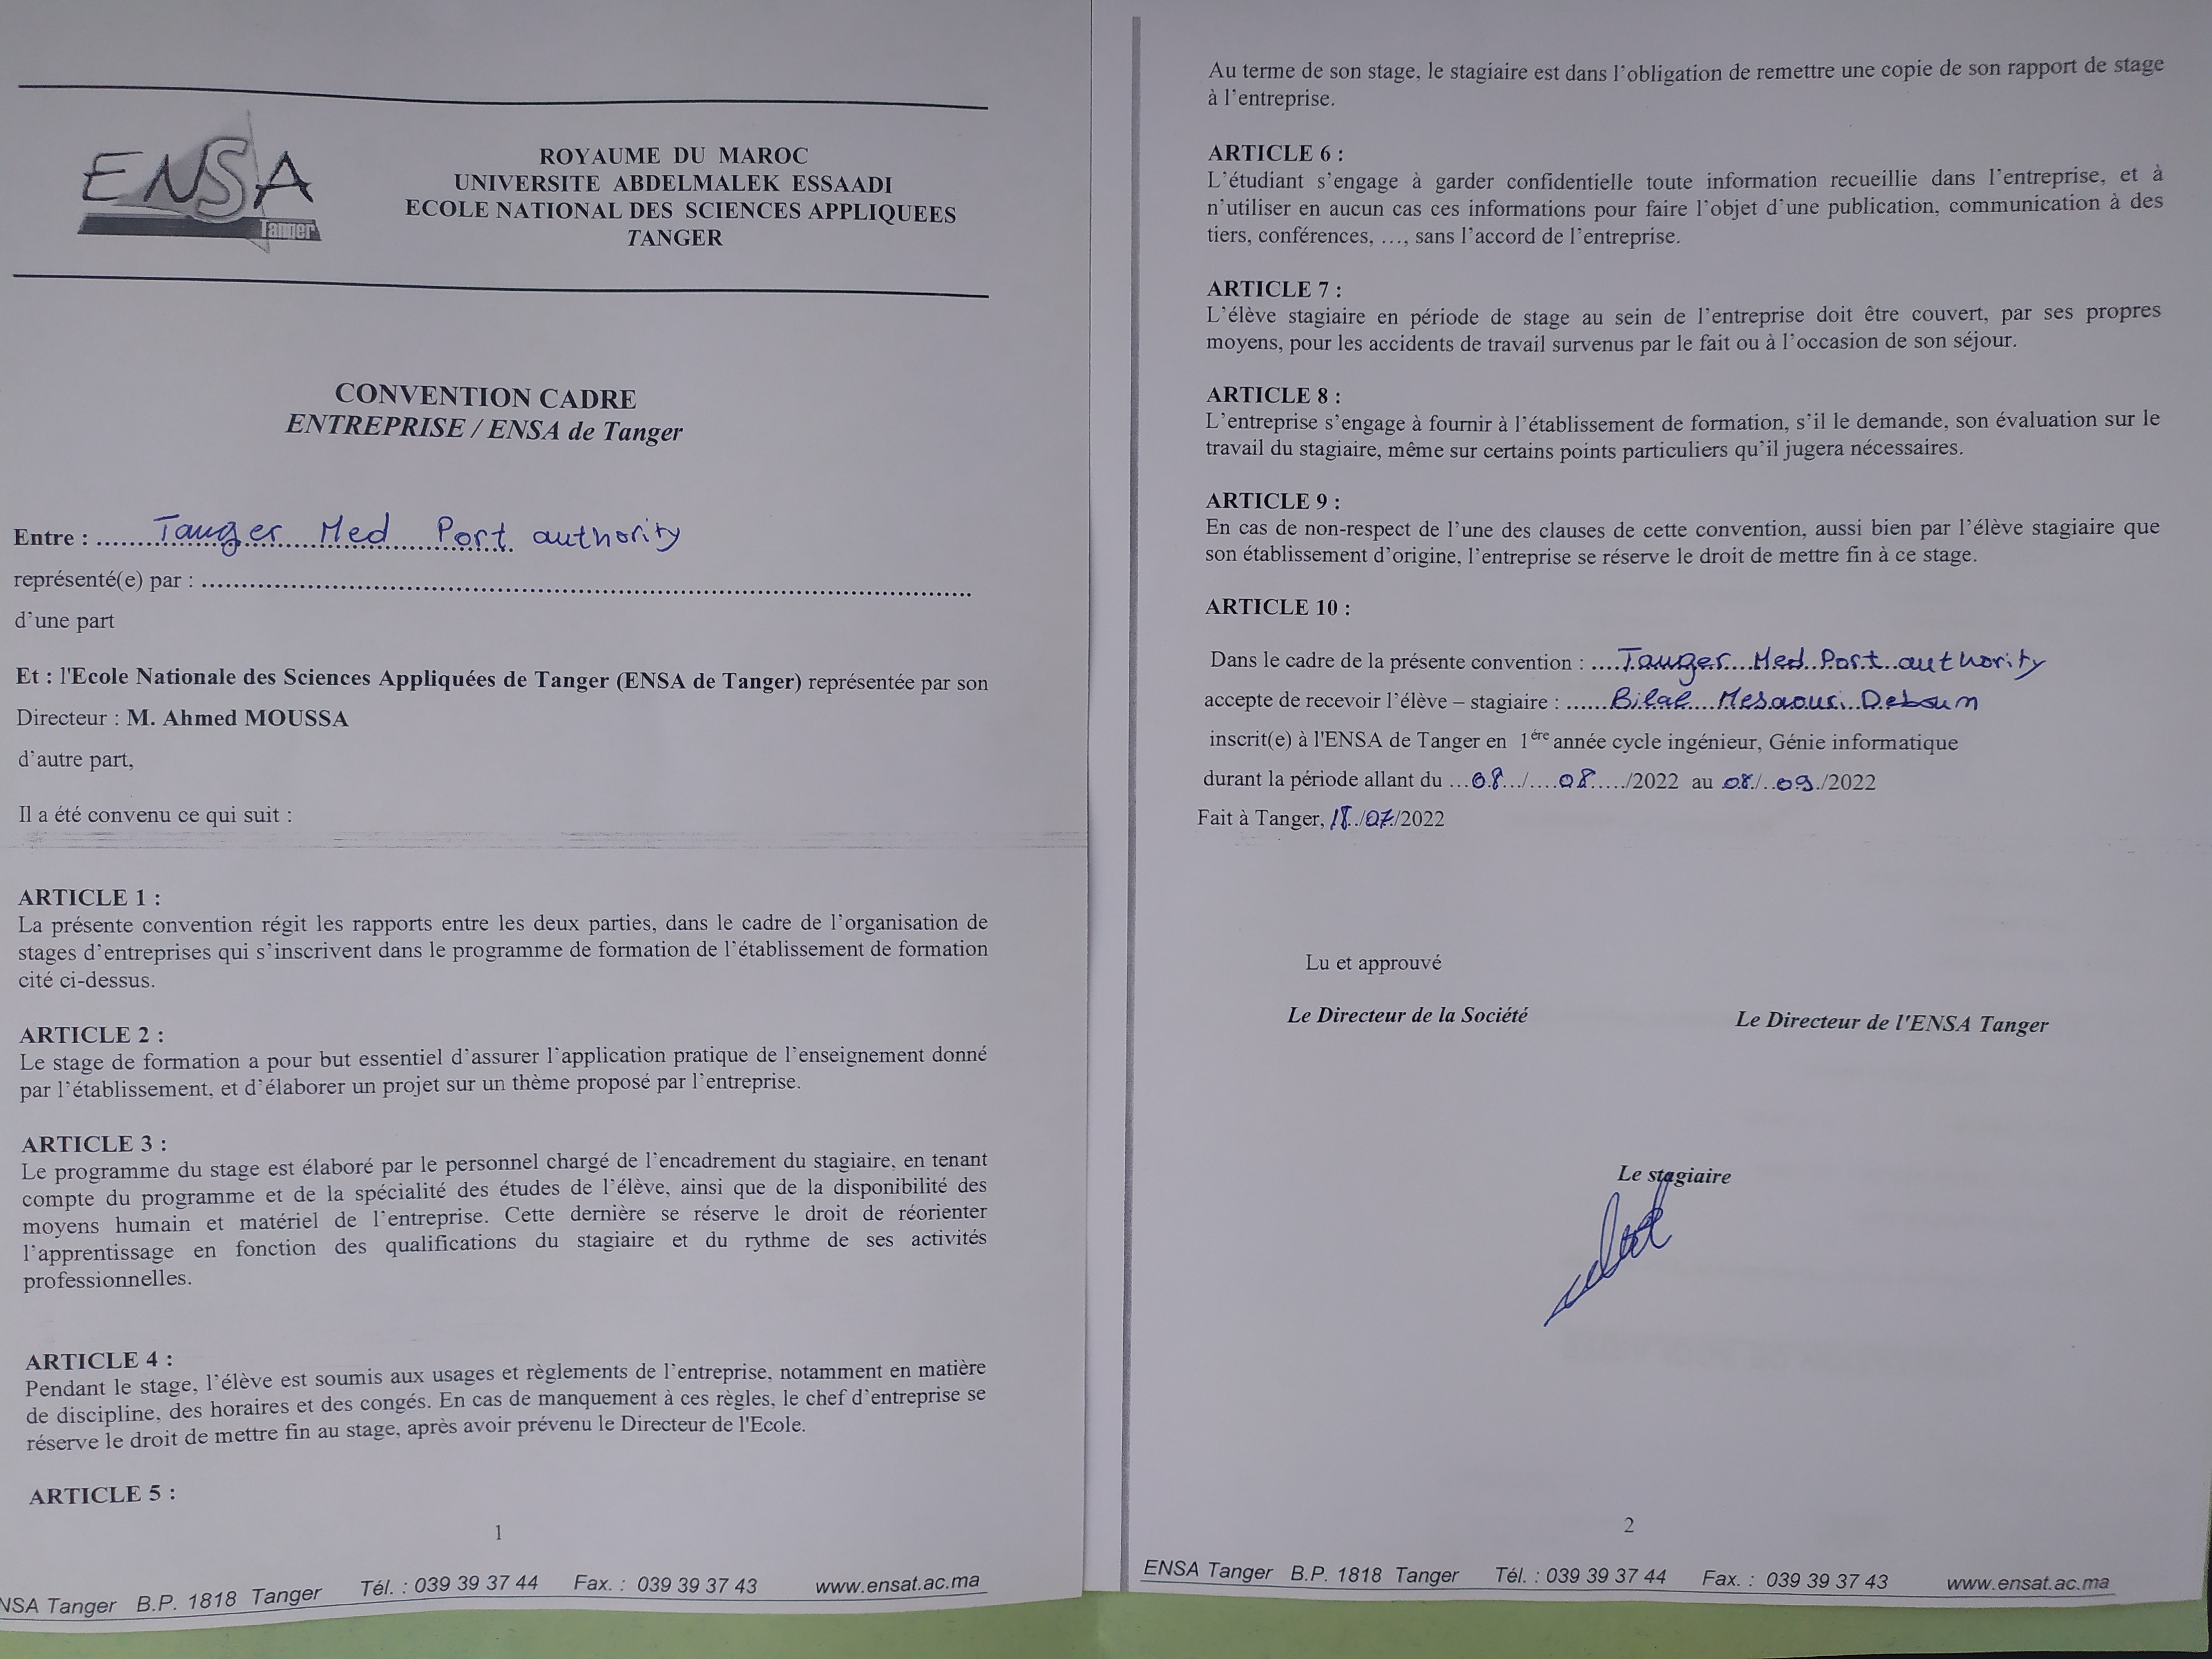 ENSA
Tanger
ROYAUME DU MAROC
UNIVERSITE ABDELMALEK ESSAADI
ECOLE NATIONAL DES SCIENCES APPLIQUEES
TANGER
CONVENTION CADRE
ENTREPRISE / ENSA de Tanger
Entre : Tanger Med Port authority
représenté(e) par : ........................................
d'une part
Et : l'Ecole Nationale des Sciences Appliquées de Tanger (ENSA de Tanger) représentée par son
Directeur : M. Ahmed MOUSSA
d'autre part,
Il a été convenu ce qui suit :
ARTICLE 1 :
La présente convention régit les rapports entre les deux parties, dans le cadre de l'organisation de
stages d'entreprises qui s'inscrivent dans le programme de formation de l'établissement de formation
cité ci-dessus.
ARTICLE 2 :
Le stage de formation a pour but essentiel d'assurer l'application pratique de l'enseignement donné
par l'établissement, et d'élaborer un projet sur un thème proposé par l'entreprise.
ARTICLE 3 :
Le programme du stage est élaboré par le personnel chargé de l'encadrement du stagiaire, en tenant
compte du programme et de la spécialité des études de l'élève, ainsi que de la disponibilité des
moyens humain et matériel de l'entreprise. Cette dernière se réserve le droit de réorienter
l'apprentissage en fonction des qualifications du stagiaire et du rythme de ses activités
professionnelles.
ARTICLE 4 :
Pendant le stage, l'élève est soumis aux usages et règlements de l'entreprise, notamment en matière
de discipline, des horaires et des congés. En cas de manquement à ces règles, le chef d'entreprise se
réserve le droit de mettre fin au stage, après avoir prévenu le Directeur de l'Ecole.
ARTICLE 5 :
1
NSA Tanger B.P. 1818 Tanger Tél. : 039 39 37 44 Fax. : 039 39 37 43 www.ensat.ac.ma
Au terme de son stage, le stagiaire est dans l'obligation de remettre une copie de son rapport de stage
à l'entreprise.
ARTICLE 6 :
L'étudiant s'engage à garder confidentielle toute information recueillie dans l'entreprise, et à
n'utiliser en aucun cas ces informations pour faire l'objet d'une publication, communication à des
tiers, conférences, …, sans l'accord de l'entreprise.
ARTICLE 7 :
L'élève stagiaire en période de stage au sein de l'entreprise doit être couvert, par ses propres
moyens, pour les accidents de travail survenus par le fait ou à l'occasion de son séjour.
ARTICLE 8 :
L'entreprise s'engage à fournir à l'établissement de formation, s'il le demande, son évaluation sur le
travail du stagiaire, même sur certains points particuliers qu'il jugera nécessaires.
ARTICLE 9 :
En cas de non-respect de l'une des clauses de cette convention, aussi bien par l'élève stagiaire que
son établissement d'origine, l'entreprise se réserve le droit de mettre fin à ce stage.
ARTICLE 10 :
Dans le cadre de la présente convention : Tanger Med Port authority
accepte de recevoir l'élève – stagiaire : Bilal Mesaouri
inscrit(e) à l'ENSA de Tanger en 1ére année cycle ingénieur, Génie informatique
durant la période allant du 08/08/2022 au 08/09/2022
Fait à Tanger, 18/07/2022
Lu et approuvé
Le Directeur de la Société Le Directeur de l'ENSA Tanger
Le stagiaire
2
ENSA Tanger B.P. 1818 Tanger Tél. : 039 39 37 44 Fax. : 039 39 37 43 www.ensat.ac.ma